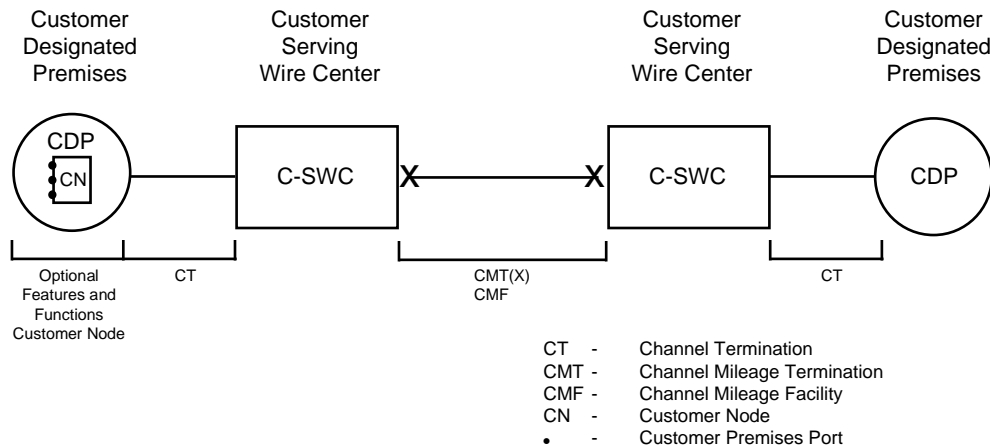 Customer
Designated
Premises
Customer
Serving
Wire Center
Customer
Serving
Wire Center
Customer
Designated
Premises
CDP
CN
C-SWC
X
X
C-SWC
CDP
Optional
Features and
Functions
Customer Node
CT
CMT(X)
CMF
CT
CT - Channel Termination
CMT - Channel Mileage Termination
CMF - Channel Mileage Facility
CN - Customer Node
• - Customer Premises Port